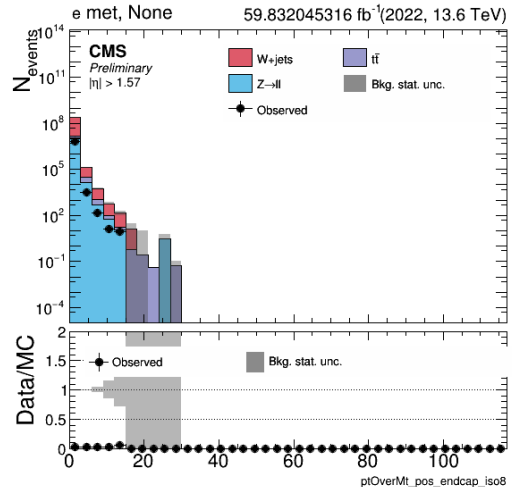 e met, None 59.832045316 fb⁻¹(2022, 13.6 TeV)
N_events
10¹⁴
10¹¹
10⁸
10⁵
10²
10⁻¹
10⁻⁴
CMS
Preliminary
|η| > 1.57
W+jets
tt̄
Z→ll
Bkg. stat. unc.
Observed
Data/MC
2
1.5
1
0.5
0
Observed
Bkg. stat. unc.
0 20 40 60 80 100
ptOverMt_pos_endcap_iso8